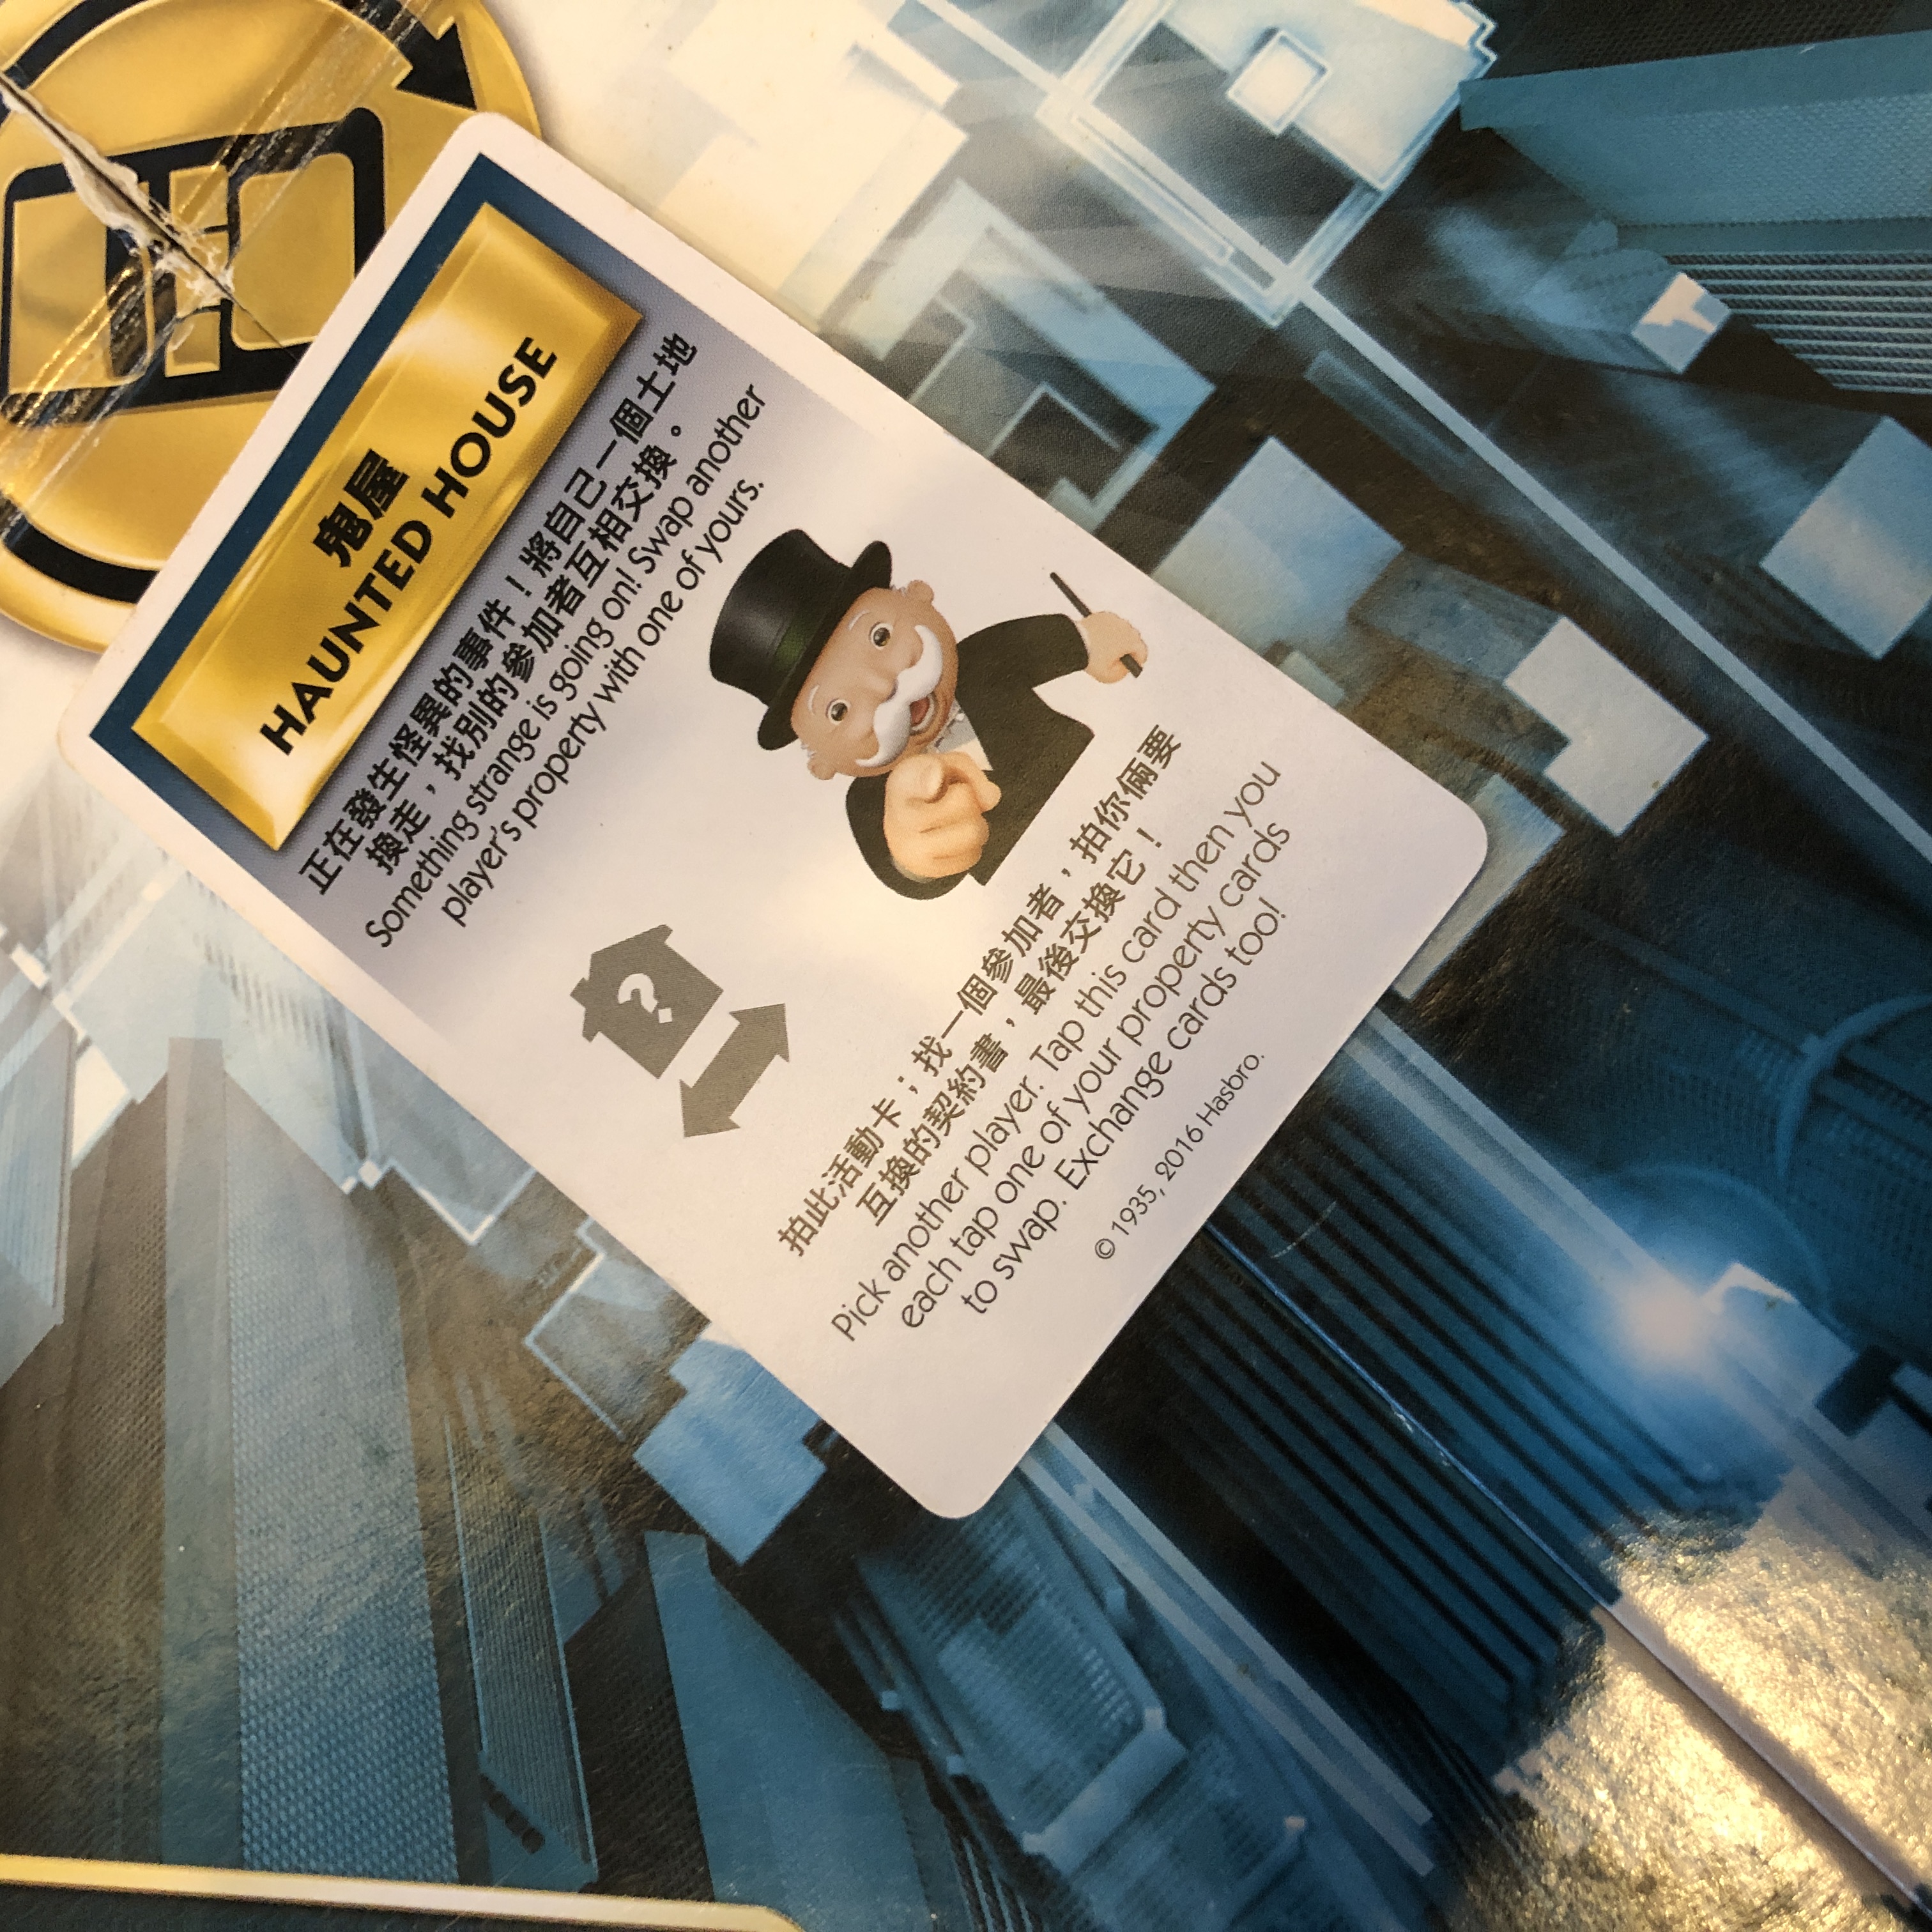 鬼屋
HAUNTED HOUSE
正在發生怪異的事件！將自己一個土地
換走，找別的參加者互相交換。
Something strange is going on! Swap another
player's property with one of yours.
?
拍此活動卡；找一個參加者，拍你倆要
互換的契約書，最後交換它！
Pick another player. Tap this card then you
each tap one of your property cards
to swap. Exchange cards too!
© 1935, 2016 Hasbro.